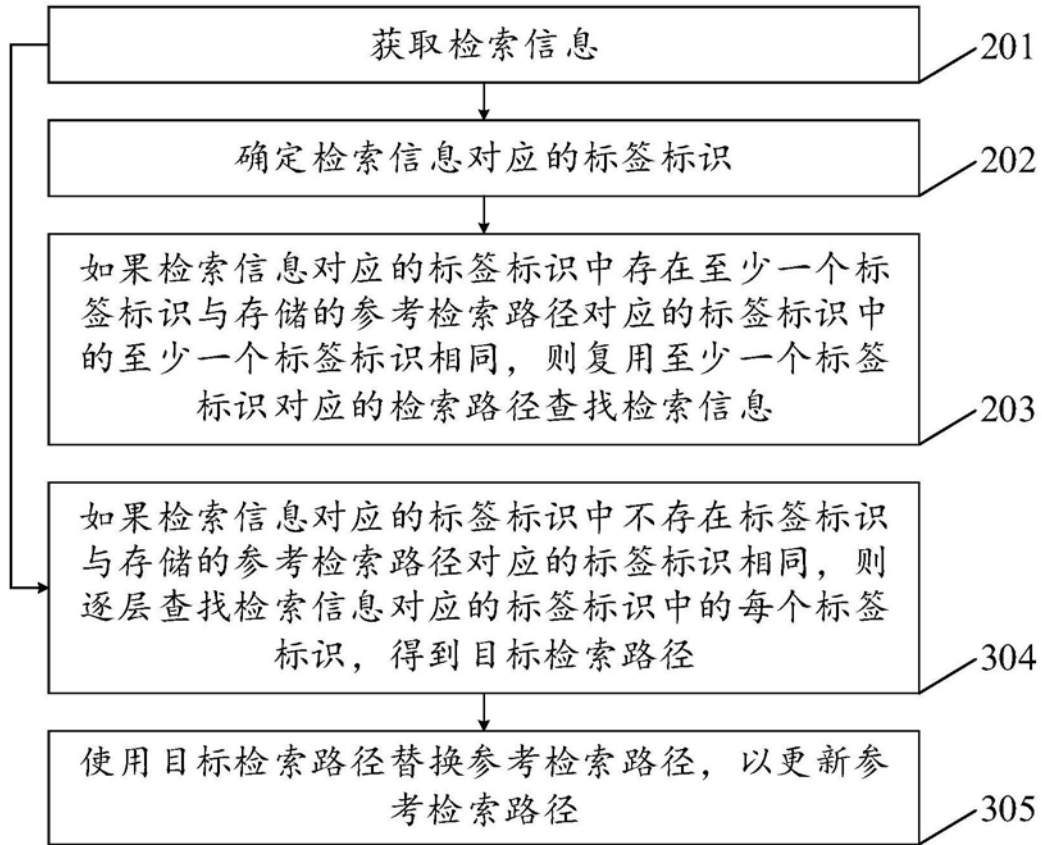 获取检索信息
201
确定检索信息对应的标签标识
202
如果检索信息对应的标签标识中存在至少一个标
签标识与存储的参考检索路径对应的标签标识中
的至少一个标签标识相同，则复用至少一个标签
标识对应的检索路径查找检索信息
203
如果检索信息对应的标签标识中不存在标签标识
与存储的参考检索路径对应的标签标识相同，则
逐层查找检索信息对应的标签标识中的每个标签
标识，得到目标检索路径
304
使用目标检索路径替换参考检索路径，以更新参
考检索路径
305